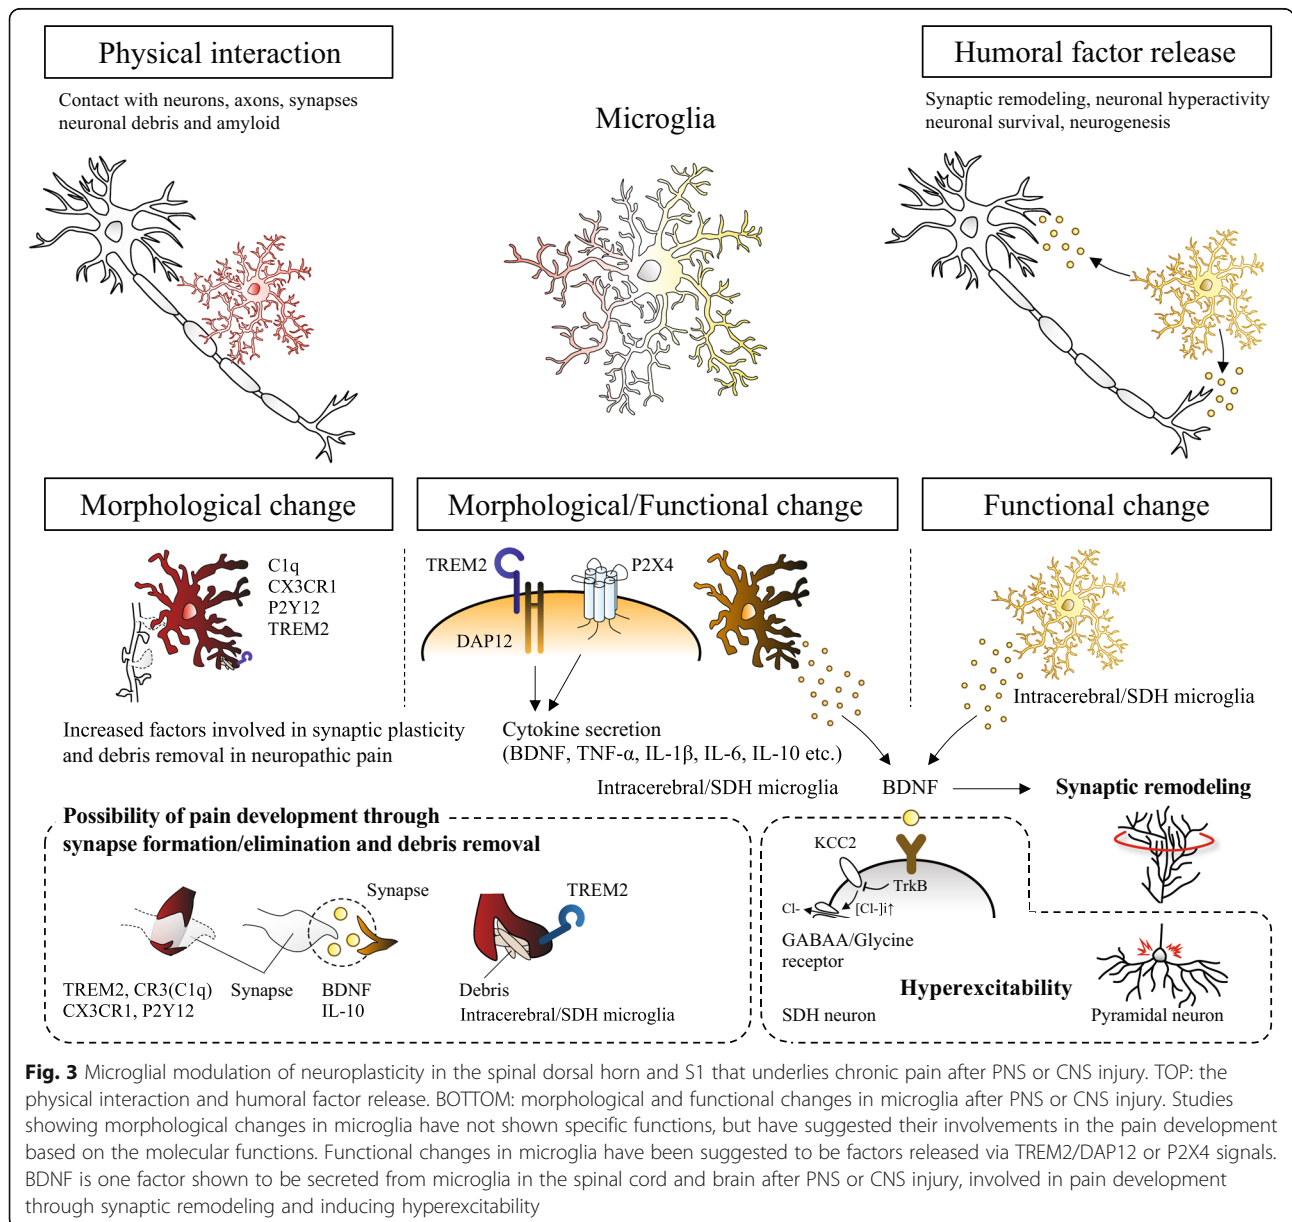 Physical interaction
Contact with neurons, axons, synapses
neuronal debris and amyloid
Microglia
Humoral factor release
Synaptic remodeling, neuronal hyperactivity
neuronal survival, neurogenesis
Morphological change
C1q
CX3CR1
P2Y12
TREM2
Increased factors involved in synaptic plasticity
and debris removal in neuropathic pain
Morphological/Functional change
TREM2
P2X4
DAP12
Cytokine secretion
(BDNF, TNF-α, IL-1β, IL-6, IL-10 etc.)
Intracerebral/SDH microglia
Functional change
Intracerebral/SDH microglia
BDNF
Synaptic remodeling
Possibility of pain development through
synapse formation/elimination and debris removal
Synapse
TREM2
TREM2, CR3(C1q)
CX3CR1, P2Y12
Synapse
BDNF
IL-10
Debris
Intracerebral/SDH microglia
KCC2
TrkB
Cl-
[Cl-]i↑
GABAA/Glycine
receptor
Hyperexcitability
SDH neuron
Pyramidal neuron
Fig. 3 Microglial modulation of neuroplasticity in the spinal dorsal horn and S1 that underlies chronic pain after PNS or CNS injury. TOP: the
physical interaction and humoral factor release. BOTTOM: morphological and functional changes in microglia after PNS or CNS injury. Studies
showing morphological changes in microglia have not shown specific functions, but have suggested their involvements in the pain development
based on the molecular functions. Functional changes in microglia have been suggested to be factors released via TREM2/DAP12 or P2X4 signals.
BDNF is one factor shown to be secreted from microglia in the spinal cord and brain after PNS or CNS injury, involved in pain development
through synaptic remodeling and inducing hyperexcitability